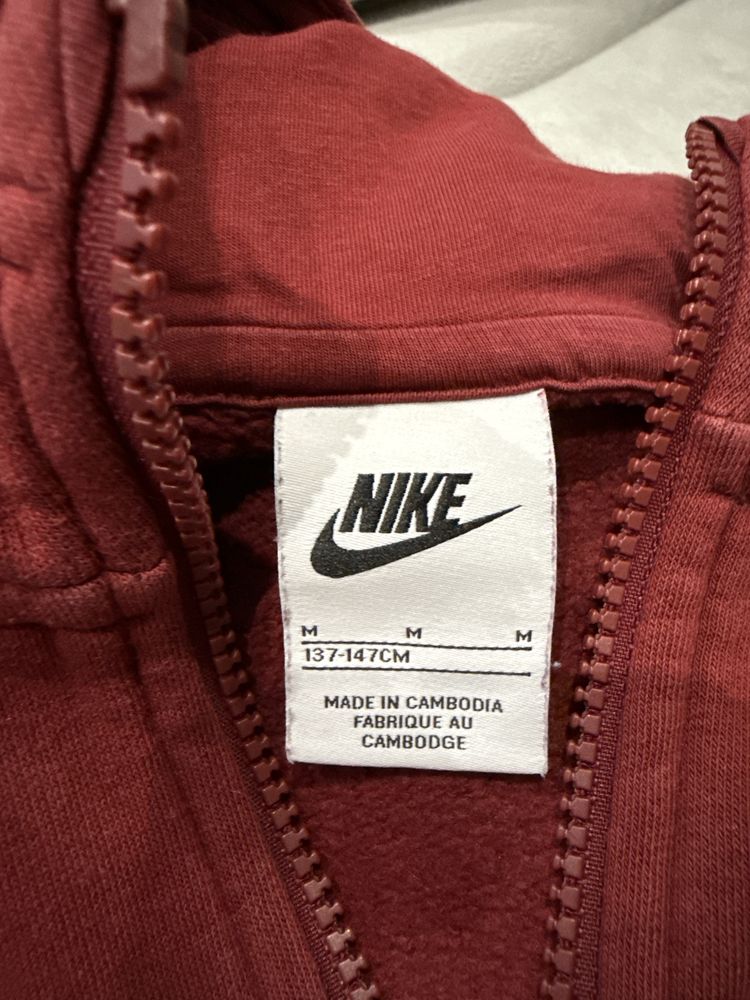 NIKE
M M M
137-147CM
MADE IN CAMBODIA
FABRIQUE AU
CAMBODGE